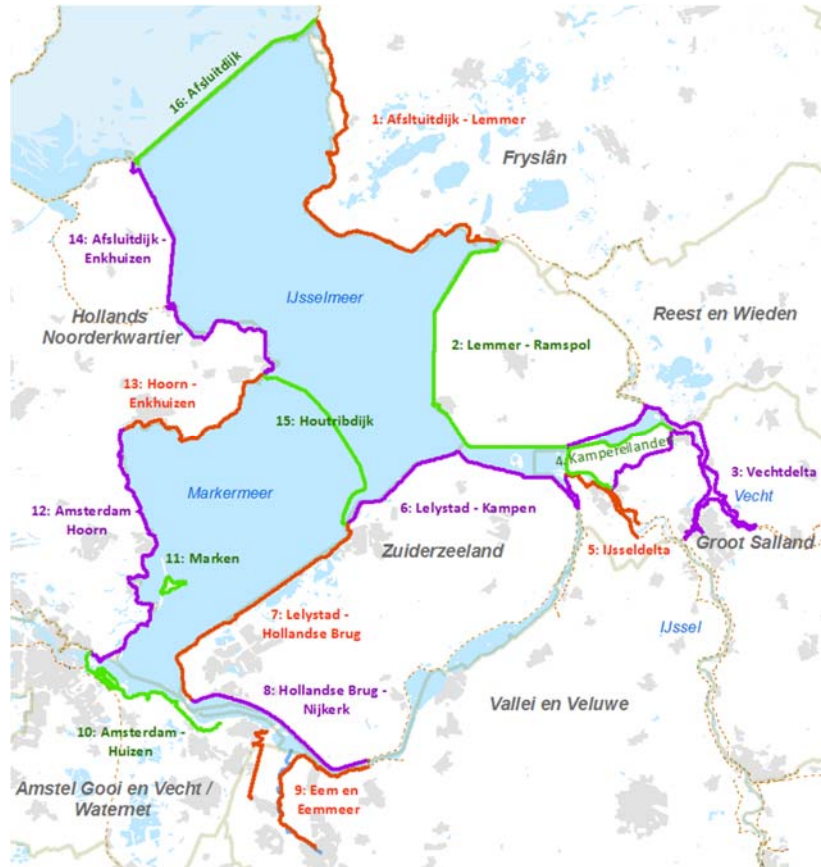 16: Afsluitdijk
1: Afsltuitdijk - Lemmer
Fryslân
14: Afsluitdijk -
Enkhuizen
IJsselmeer
Hollands
Noorderkwartier
Reest en Wieden
2: Lemmer - Ramspol
13: Hoorn -
Enkhuizen
15: Houtribdijk
4: Kampereilanden
3: Vechtdelta
Vecht
Markermeer
12: Amsterdam
Hoorn
6: Lelystad - Kampen
Zuiderzeeland
Groot Salland
5: IJsseldelta
11: Marken
7: Lelystad -
Hollandse Brug
IJssel
8: Hollandse Brug -
Nijkerk
Vallei en Veluwe
10: Amsterdam -
Huizen
Amstel Gooi en Vecht /
Waternet
9: Eem en
Eemmeer